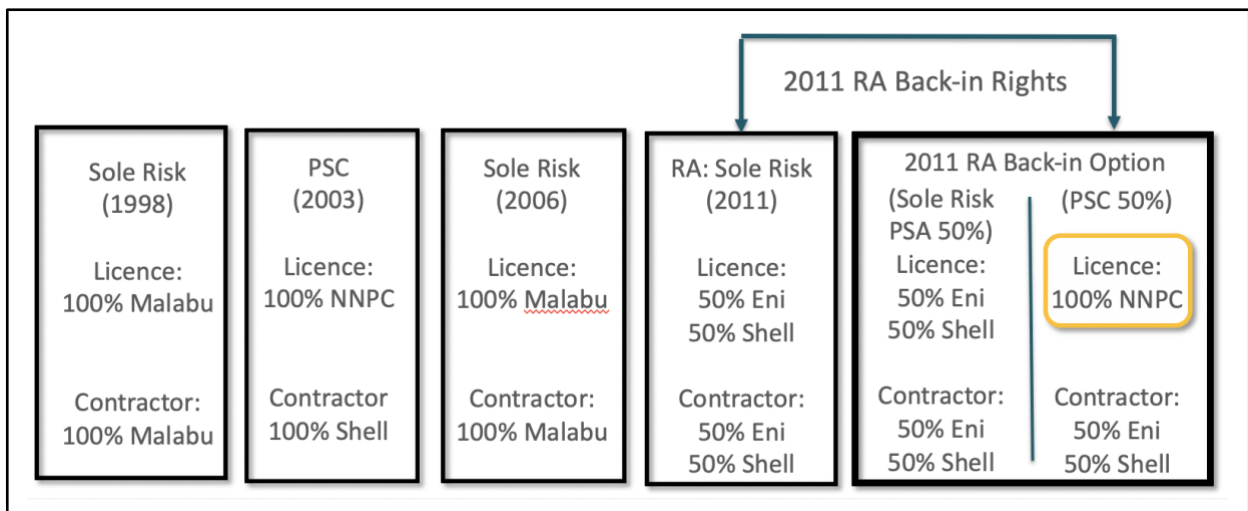 2011 RA Back-in Rights
Sole Risk
(1998)
Licence:
100% Malabu
Contractor:
100% Malabu
PSC
(2003)
Licence:
100% NNPC
Contractor
100% Shell
Sole Risk
(2006)
Licence:
100% Malabu
Contractor:
100% Malabu
RA: Sole Risk
(2011)
Licence:
50% Eni
50% Shell
Contractor:
50% Eni
50% Shell
2011 RA Back-in Option
(Sole Risk
PSA 50%)
Licence:
50% Eni
50% Shell
Contractor:
50% Eni
50% Shell
(PSC 50%)
Licence:
100% NNPC
Contractor:
50% Eni
50% Shell